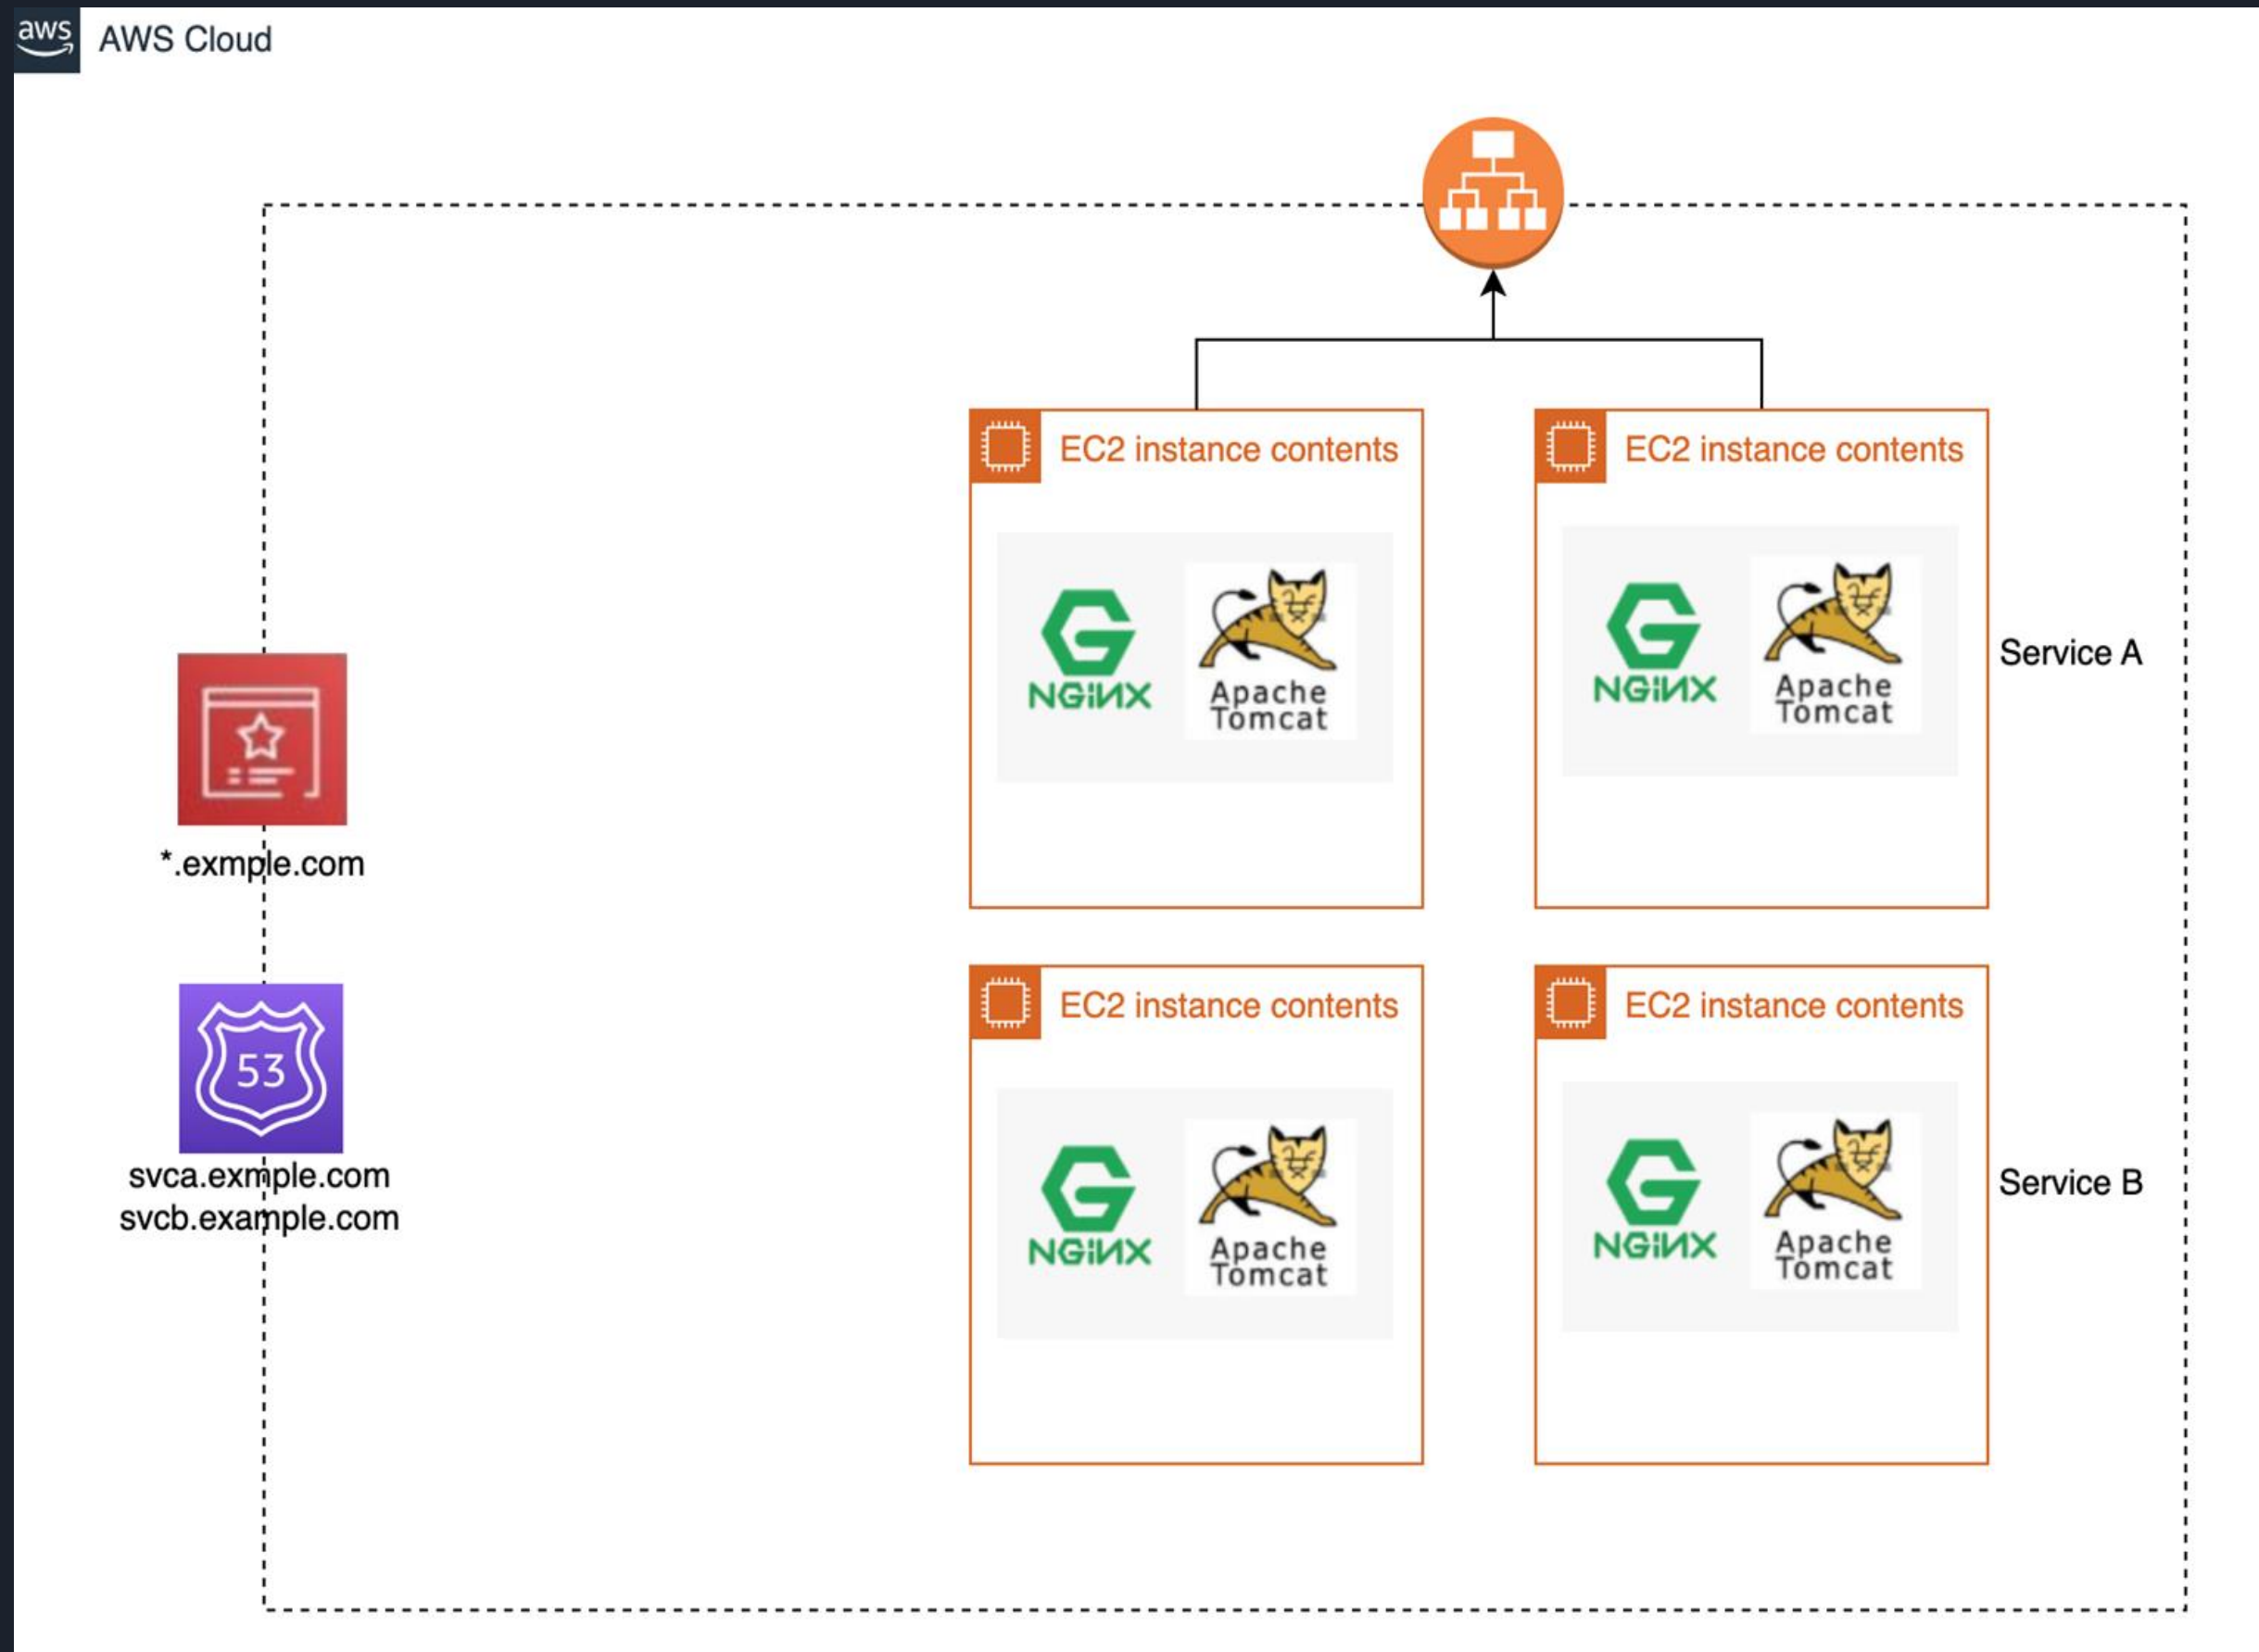 aws
AWS Cloud
EC2 instance contents
EC2 instance contents
NGiNX
Apache
Tomcat
NGiNX
Apache
Tomcat
Service A
*.exmple.com
EC2 instance contents
EC2 instance contents
53
svca.exmple.com
svcb.example.com
NGiNX
Apache
Tomcat
NGiNX
Apache
Tomcat
Service B